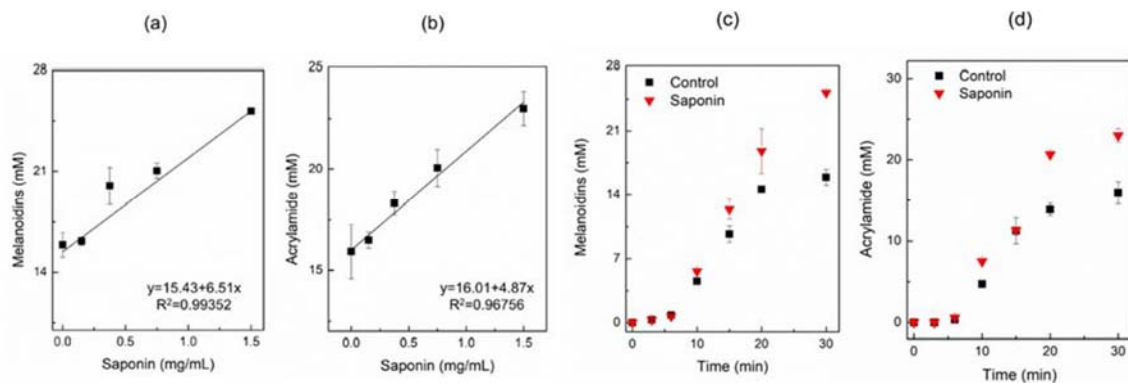 (a)
28
21
14
Melanoidins (mM)
y=15.43+6.51x
R²=0.99352
0.0 0.5 1.0 1.5
Saponin (mg/mL)
(b)
25
20
15
Acrylamide (mM)
y=16.01+4.87x
R²=0.96756
0.0 0.5 1.0 1.5
Saponin (mg/mL)
(c)
28
21
14
7
0
Melanoidins (mM)
Control
Saponin
0 10 20 30
Time (min)
(d)
30
20
10
0
Acrylamide (mM)
Control
Saponin
0 10 20 30
Time (min)